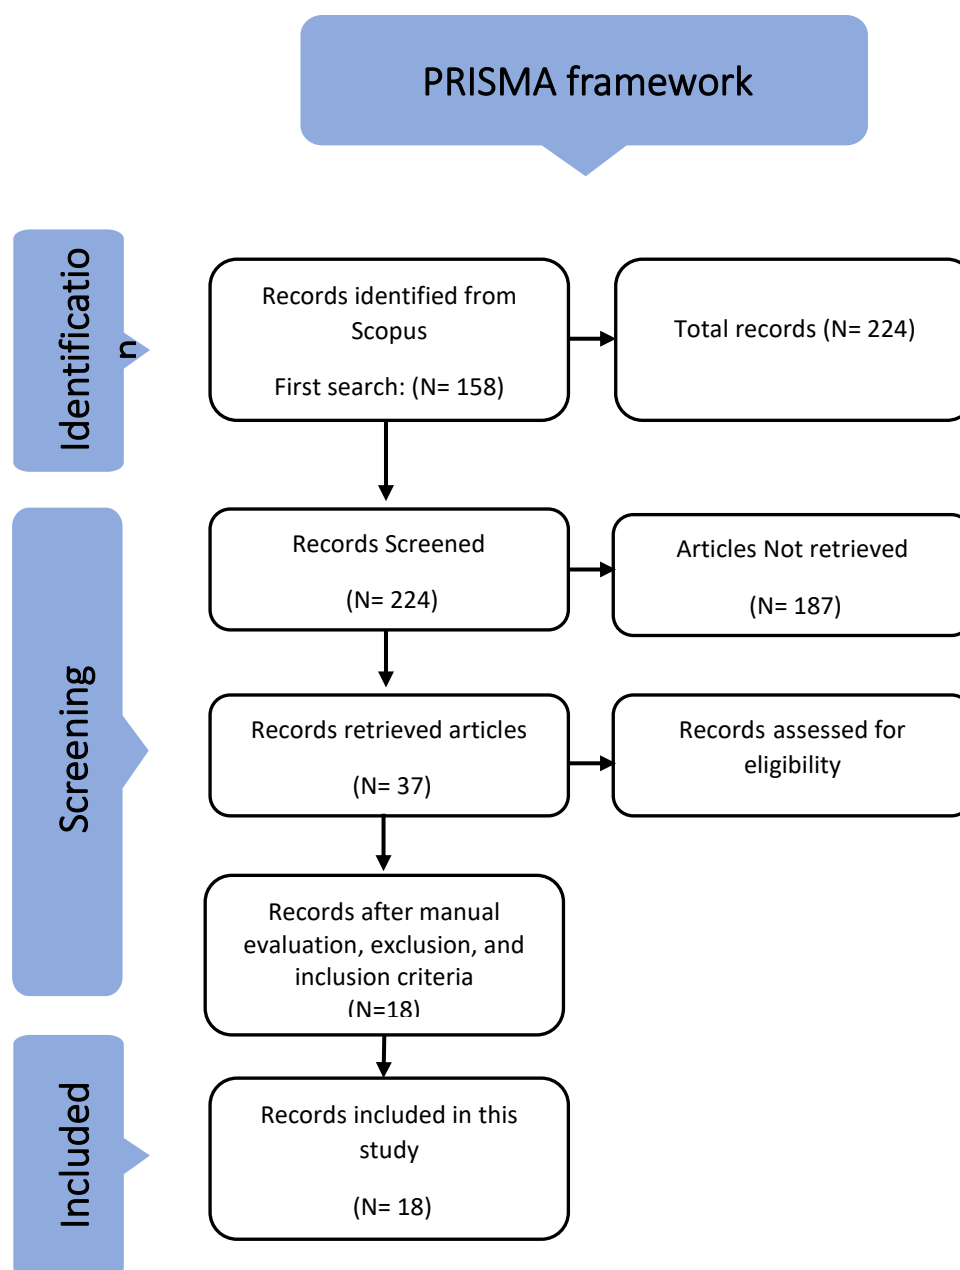 PRISMA framework
Identificatio
n
Records identified from
Scopus
First search: (N= 158)
Total records (N= 224)
Screening
Records Screened
(N= 224)
Articles Not retrieved
(N= 187)
Records retrieved articles
(N= 37)
Records assessed for
eligibility
Records after manual
evaluation, exclusion, and
inclusion criteria
(N=18)
Included
Records included in this
study
(N= 18)